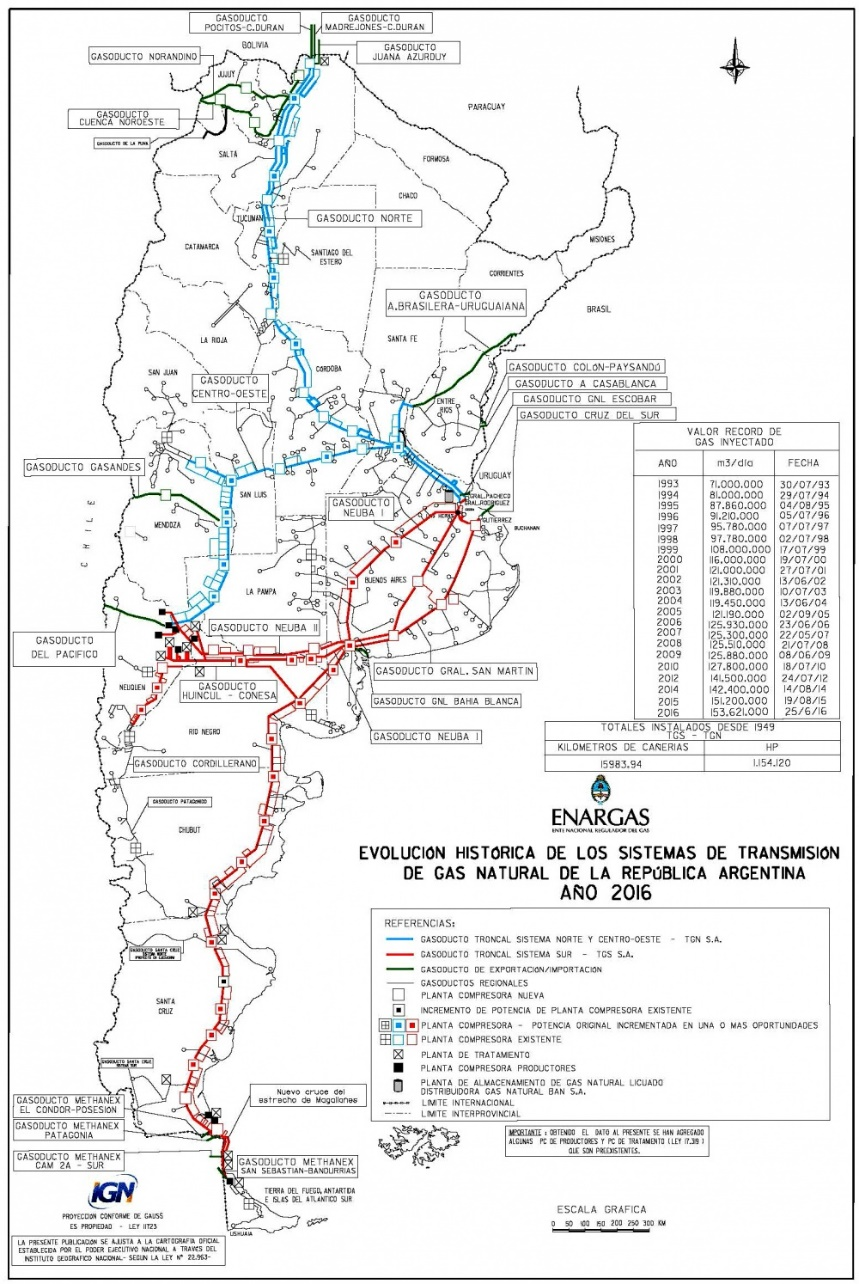 GASODUCTO
POCITOS-C.DURAN
GASODUCTO
MADREJONES-C.DURAN
BOLIVIA
GASODUCTO
JUANA AZURDUY
GASODUCTO NORANDINO
JUJUY
PARAGUAY
GASODUCTO
CUENCA NOROESTE
GASODUCTO DE LA PUNA
SALTA
FORMOSA
CHACO
TUCUMAN
GASODUCTO NORTE
CATAMARCA
SANTIAGO DEL
ESTERO
MISIONES
CORRIENTES
GASODUCTO
A.BRASILERA-URUGUAIANA
BRASIL
LA RIOJA
SANTA FE
SAN JUAN
CORDOBA
GASODUCTO
CENTRO-OESTE
ENTRE
RIOS
GASODUCTO COLON-PAYSANDÚ
GASODUCTO A CASABLANCA
GASODUCTO GNL ESCOBAR
GASODUCTO CRUZ DEL SUR
GASODUCTO GASANDES
SAN LUIS
URUGUAY
GRAL.PACHECO
GRAL.RODRIGUEZ
LAS HERAS
GUTIERREZ
BUCHANAN
GASODUCTO
NEUBA I
MENDOZA
CHILE
LA PAMPA
BUENOS AIRES
VALOR RECORD DE
GAS INYECTADO
AÑO m3/dia FECHA
1993 71.000.000 30/07/93
1994 81.000.000 29/07/94
1995 87.860.000 04/08/95
1996 91.210.000 05/07/96
1997 95.780.000 07/07/97
1998 97.780.000 02/07/98
1999 108.000.000 17/07/99
2000 116.000.000 19/07/00
2001 121.000.000 27/07/01
2002 121.310.000 13/06/02
2003 119.880.000 10/07/03
2004 119.450.000 13/06/04
2005 121.190.000 02/09/05
2006 125.930.000 23/06/06
2007 125.300.000 22/05/07
2008 125.510.000 21/07/08
2009 125.880.000 08/06/09
2010 127.800.000 18/07/10
2012 141.500.000 24/07/12
2014 142.400.000 14/08/14
2015 151.200.000 19/08/15
2016 153.621.000 25/6/16
GASODUCTO
DEL PACIFICO
GASODUCTO NEUBA II
GASODUCTO GRAL. SAN MARTIN
GASODUCTO
HUINCUL - CONESA
NEUQUEN
GASODUCTO GNL BAHIA BLANCA
GASODUCTO NEUBA I
RIO NEGRO
TOTALES INSTALADOS DESDE 1949
TGS - TGN
KILOMETROS DE CAÑERIAS HP
15983.94 1.154.120
GASODUCTO CORDILLERANO
GASODUCTO PATAGONICO
CHUBUT
ENARGAS
ENTE NACIONAL REGULADOR DEL GAS
EVOLUCIÓN HISTÓRICA DE LOS SISTEMAS DE TRANSMISIÓN
DE GAS NATURAL DE LA REPÚBLICA ARGENTINA
AÑO 2016
SANTA
CRUZ
REFERENCIAS:
GASODUCTO TRONCAL SISTEMA NORTE Y CENTRO-OESTE - TGN S.A.
GASODUCTO TRONCAL SISTEMA SUR - TGS S.A.
GASODUCTO DE EXPORTACION/IMPORTACION
GASODUCTOS REGIONALES
PLANTA COMPRESORA NUEVA
INCREMENTO DE POTENCIA DE PLANTA COMPRESORA EXISTENTE
PLANTA COMPRESORA - POTENCIA ORIGINAL INCREMENTADA EN UNA O MAS OPORTUNIDADES
PLANTA COMPRESORA EXISTENTE
PLANTA DE TRATAMIENTO
PLANTA COMPRESORA PRODUCTORES
PLANTA DE ALMACENAMIENTO DE GAS NATURAL LICUADO
DISTRIBUIDORA GAS NATURAL BAN S.A.
LIMITE INTERNACIONAL
LIMITE INTERPROVINCIAL
GASODUCTO METHANEX
EL CONDOR-POSESIÓN
Nuevo cruce del
estrecho de Magallanes
GASODUCTO METHANEX
PATAGONIA
GASODUCTO METHANEX
CAM 2A - SUR
GASODUCTO METHANEX
SAN SEBASTIAN-BANDURRIAS
IMPORTANTE : OBTENIDO EL DATO AL PRESENTE SE HAN AGREGADO
ALGUNAS PC DE PRODUCTORES Y PC DE TRATAMIENTO ( LEY 17.319 )
QUE SON PREEXISTENTES.
IGN
PROYECCION CONFORME DE GAUSS
ES PROPIEDAD - LEY 11723
TIERRA DEL FUEGO, ANTARTIDA
E ISLAS DEL ATLANTICO SUR
USHUAIA
ESCALA GRAFICA
0 50 100 150 200 250 300 KM
LA PRESENTE PUBLICACION SE AJUSTA A LA CARTOGRAFIA OFICIAL
ESTABLECIDA POR EL PODER EJECUTIVO NACIONAL A TRAVES DEL
INSTITUTO GEOGRAFICO NACIONAL- SEGUN LA LEY N° 22.963-